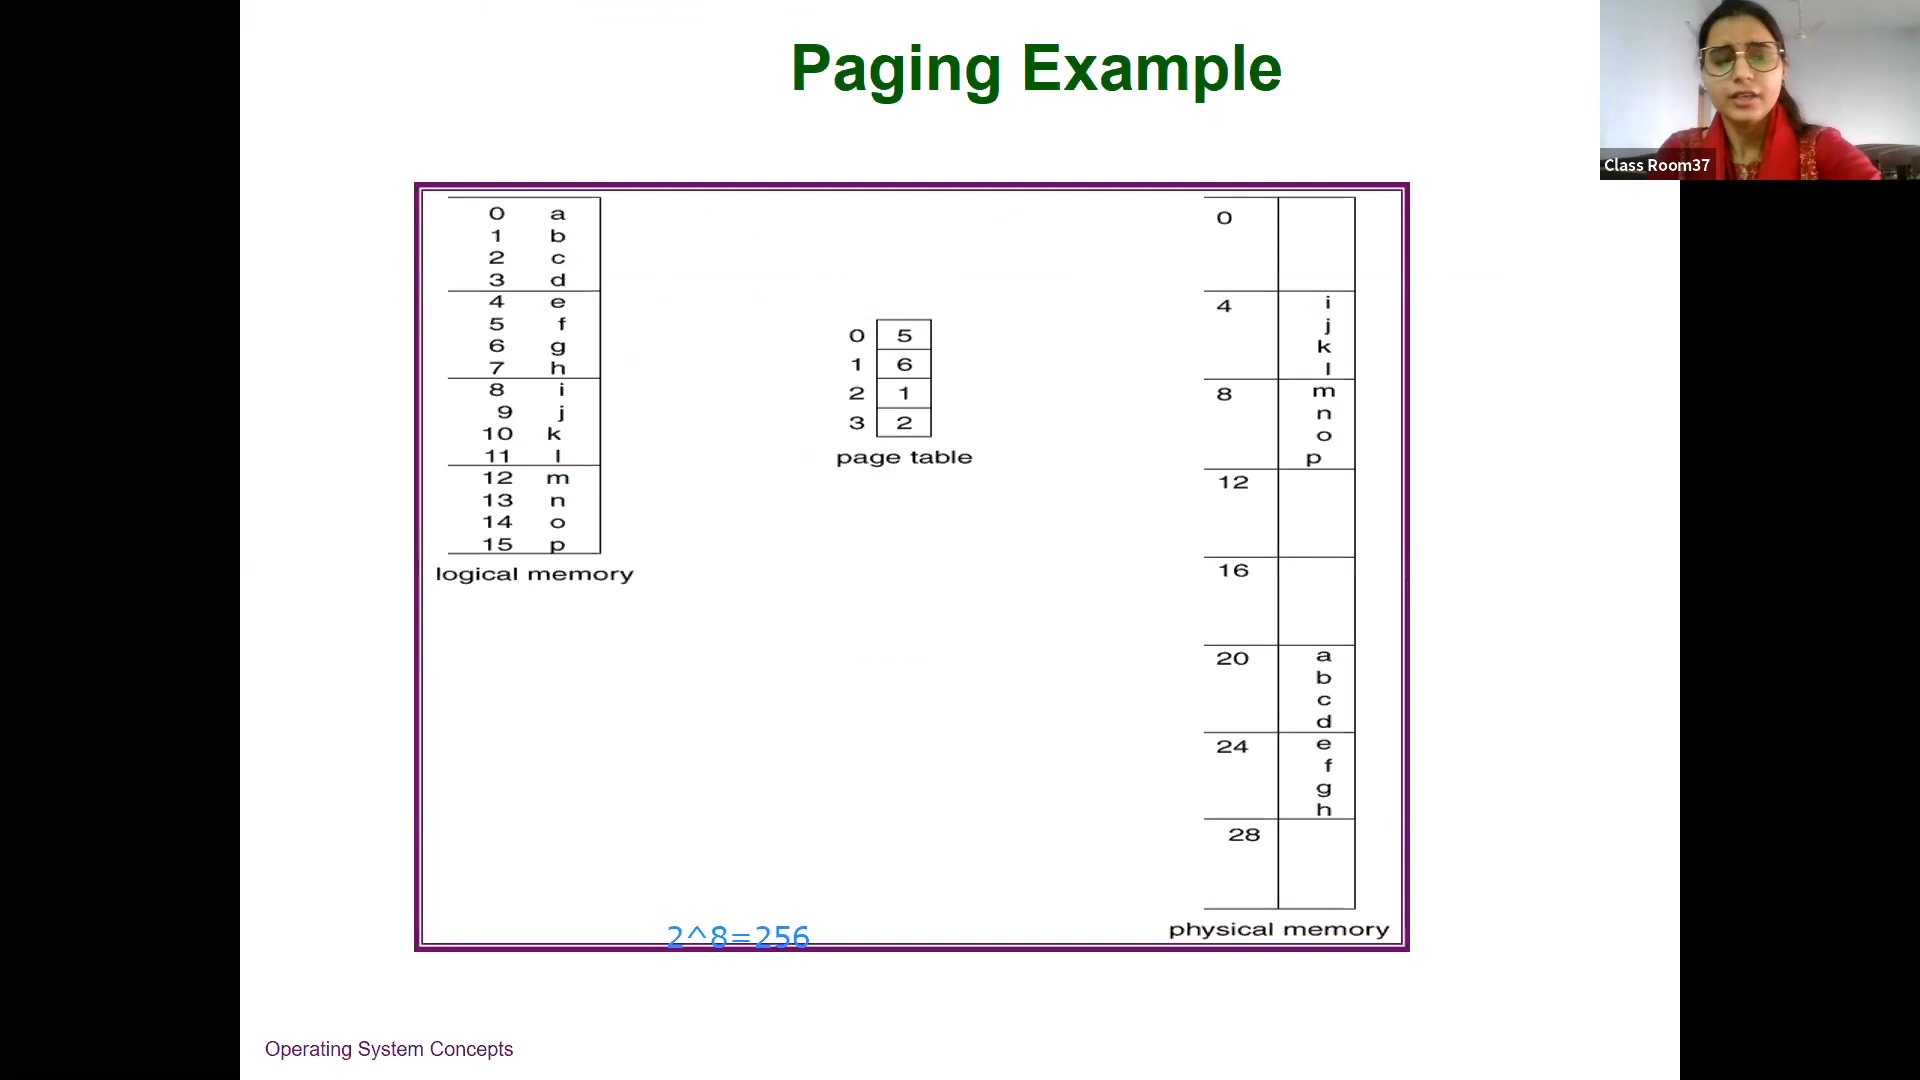 Paging Example
Class Room37
0 a
1 b
2 c
3 d
4 e
5 f
6 g
7 h
8 i
9 j
10 k
11 l
12 m
13 n
14 o
15 p
logical memory
0 5
1 6
2 1
3 2
page table
0
4 i
j
k
l
8 m
n
o
p
12
16
20 a
b
c
d
24 e
f
g
h
28
physical memory
2^8=256
Operating System Concepts